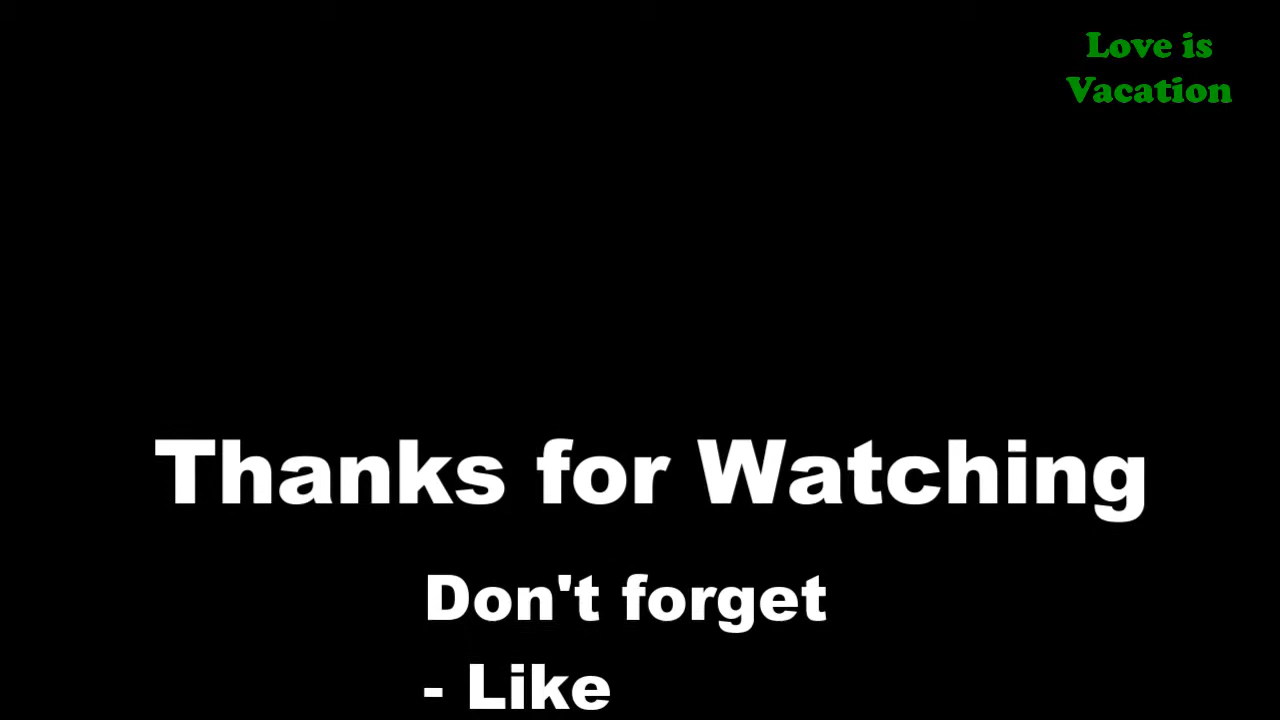 Love is
Vacation
Thanks for Watching
Don't forget
- Like